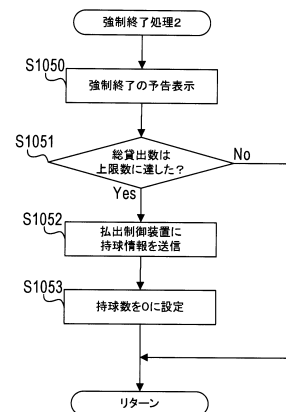 強制終了処理2
S1050
強制終了の予告表示
S1051
総貸出数は
上限数に達した?
No
Yes
S1052
払出制御装置に
持球情報を送信
S1053
持球数を0に設定
リターン